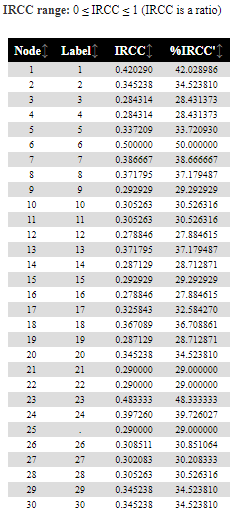 IRCC range: 0 ≤ IRCC ≤ 1 (IRCC is a ratio)
Node↕ Label↕ IRCC↕ %IRCC'↕
1 1 0.420290 42.028986
2 2 0.345238 34.523810
3 3 0.284314 28.431373
4 4 0.284314 28.431373
5 5 0.337209 33.720930
6 6 0.500000 50.000000
7 7 0.386667 38.666667
8 8 0.371795 37.179487
9 9 0.292929 29.292929
10 10 0.305263 30.526316
11 11 0.305263 30.526316
12 12 0.278846 27.884615
13 13 0.371795 37.179487
14 14 0.287129 28.712871
15 15 0.292929 29.292929
16 16 0.278846 27.884615
17 17 0.325843 32.584270
18 18 0.367089 36.708861
19 19 0.287129 28.712871
20 20 0.345238 34.523810
21 21 0.290000 29.000000
22 22 0.290000 29.000000
23 23 0.483333 48.333333
24 24 0.397260 39.726027
25 . 0.290000 29.000000
26 26 0.308511 30.851064
27 27 0.302083 30.208333
28 28 0.305263 30.526316
29 29 0.345238 34.523810
30 30 0.345238 34.523810